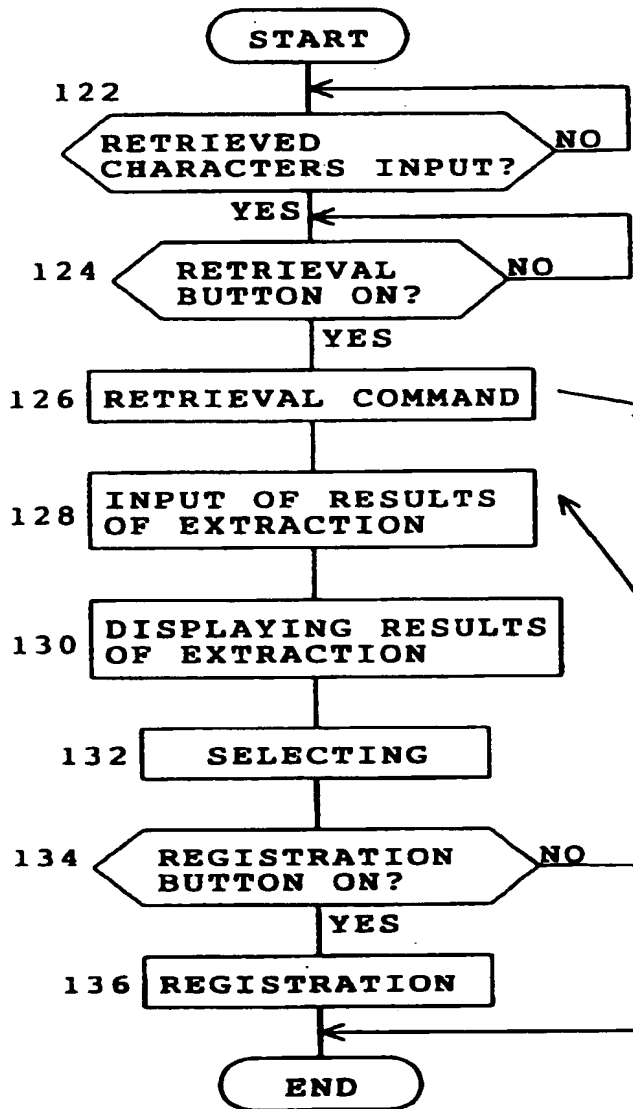 START
122
RETRIEVED
CHARACTERS INPUT?
NO
YES
124
RETRIEVAL
BUTTON ON?
NO
YES
126
RETRIEVAL COMMAND
128
INPUT OF RESULTS
OF EXTRACTION
130
DISPLAYING RESULTS
OF EXTRACTION
132
SELECTING
134
REGISTRATION
BUTTON ON?
NO
YES
136
REGISTRATION
END